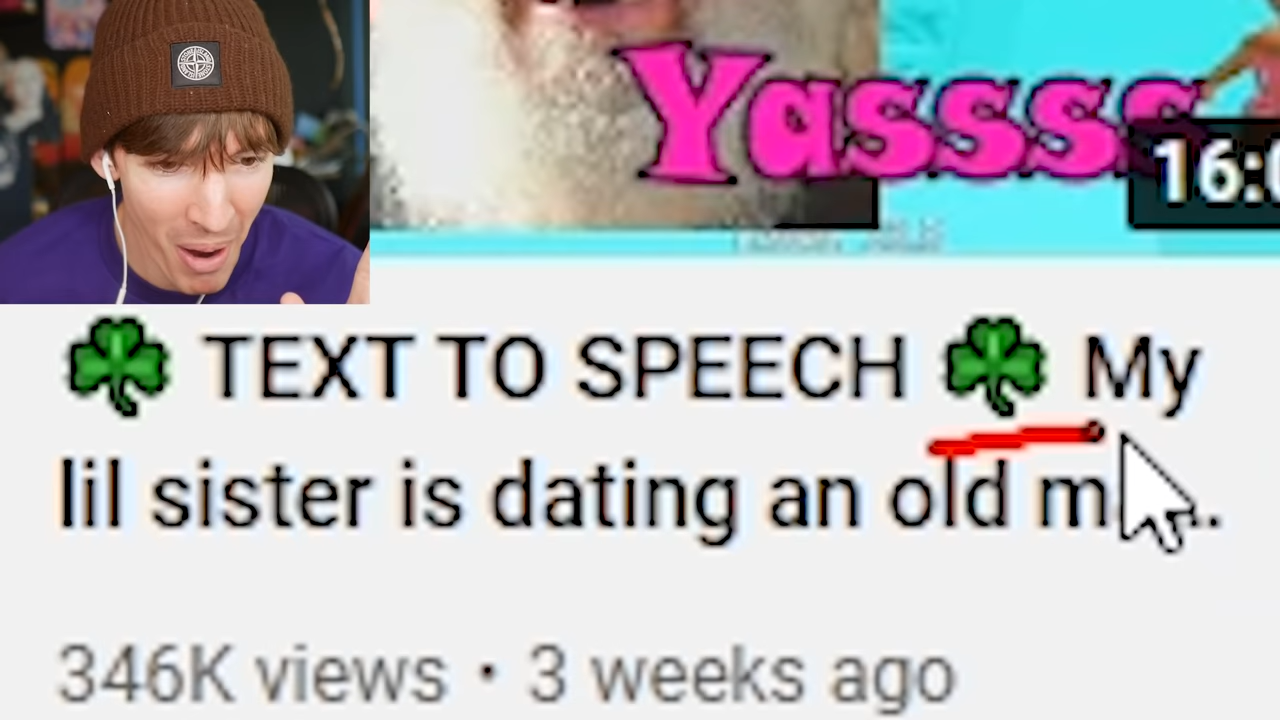 Yassss
16:0
☘ TEXT TO SPEECH ☘ My
lil sister is dating an old m...
346K views • 3 weeks ago